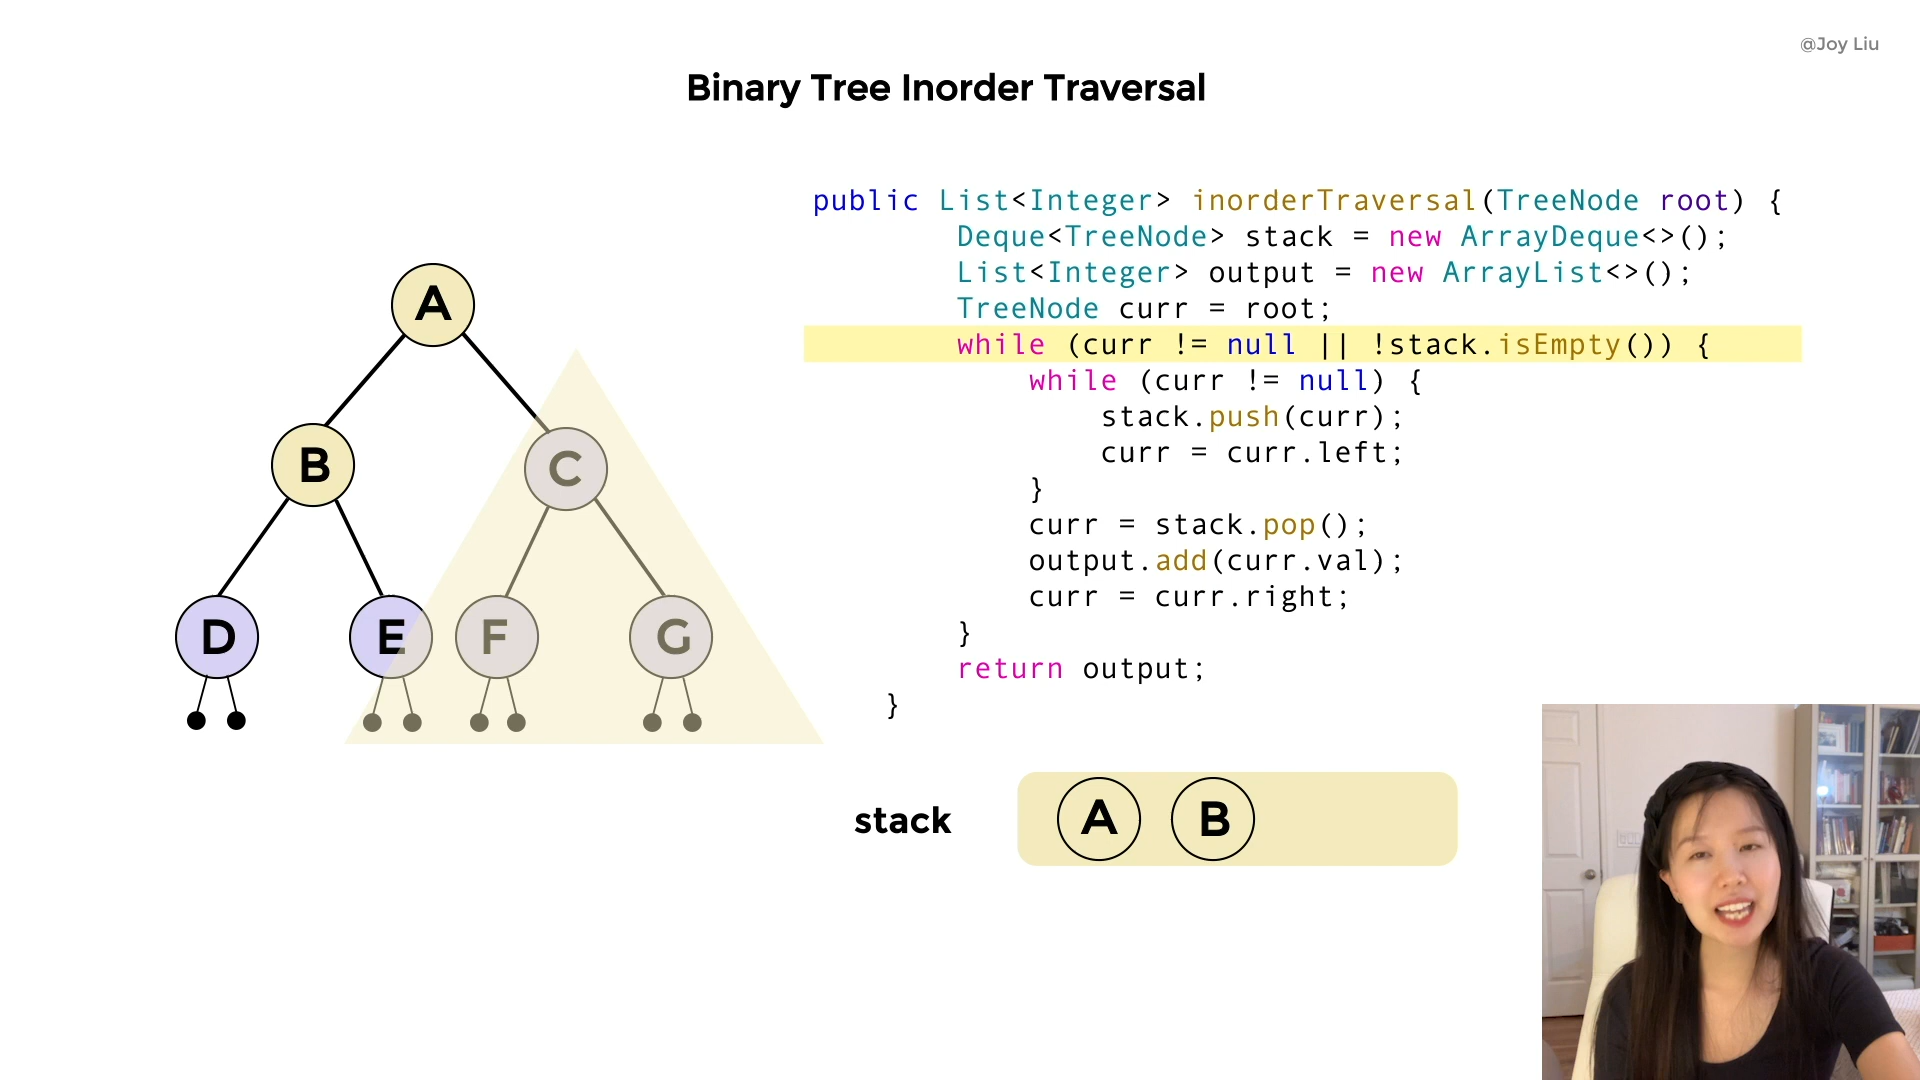 @Joy Liu
Binary Tree Inorder Traversal
public List<Integer> inorderTraversal(TreeNode root) {
Deque<TreeNode> stack = new ArrayDeque<>();
List<Integer> output = new ArrayList<>();
TreeNode curr = root;
while (curr != null || !stack.isEmpty()) {
while (curr != null) {
stack.push(curr);
curr = curr.left;
}
curr = stack.pop();
output.add(curr.val);
curr = curr.right;
}
return output;
}
A
B
C
D
E
F
G
stack
A
B